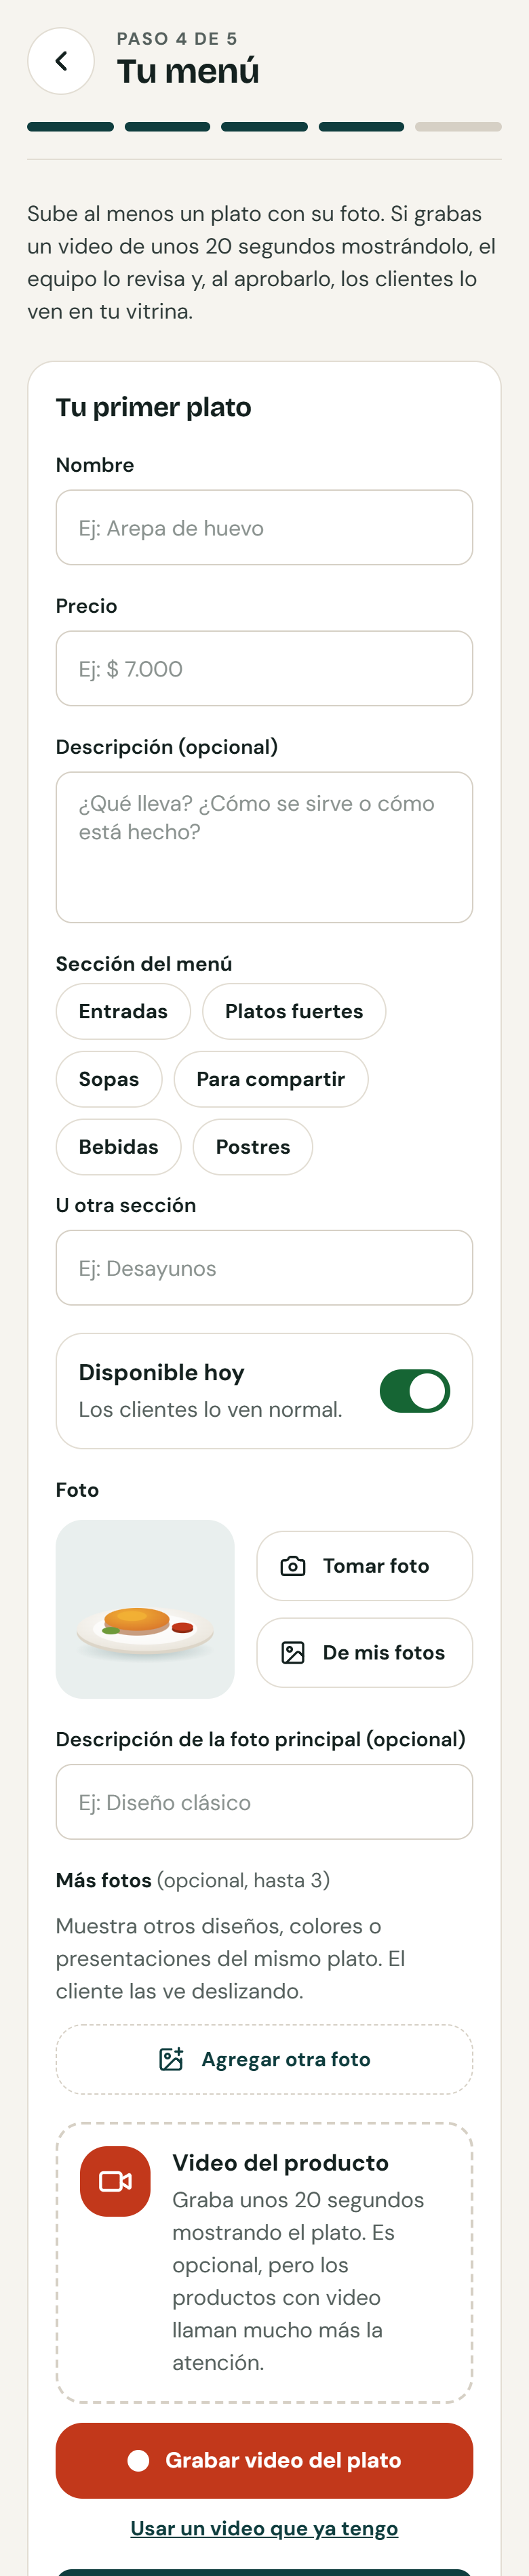 PASO 4 DE 5
Tu menú
Sube al menos un plato con su foto. Si grabas
un video de unos 20 segundos mostrándolo, el
equipo lo revisa y, al aprobarlo, los clientes lo
ven en tu vitrina.
Tu primer plato
Nombre
Ej: Arepa de huevo
Precio
Ej: $ 7.000
Descripción (opcional)
¿Qué lleva? ¿Cómo se sirve o cómo
está hecho?
Sección del menú
Entradas
Platos fuertes
Sopas
Para compartir
Bebidas
Postres
U otra sección
Ej: Desayunos
Disponible hoy
Los clientes lo ven normal.
Foto
Tomar foto
De mis fotos
Descripción de la foto principal (opcional)
Ej: Diseño clásico
Más fotos (opcional, hasta 3)
Muestra otros diseños, colores o
presentaciones del mismo plato. El
cliente las ve deslizando.
Agregar otra foto
Video del producto
Graba unos 20 segundos
mostrando el plato. Es
opcional, pero los
productos con video
llaman mucho más la
atención.
Grabar video del plato
Usar un video que ya tengo